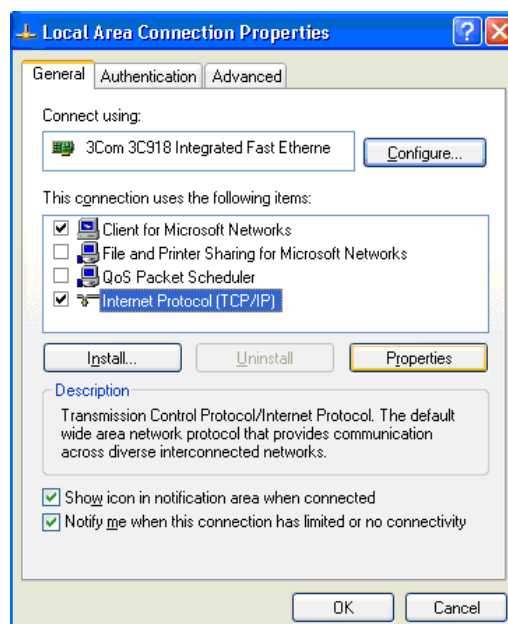 Local Area Connection Properties
General Authentication Advanced
Connect using:
3Com 3C918 Integrated Fast Etherne
Configure...
This connection uses the following items:
Client for Microsoft Networks
File and Printer Sharing for Microsoft Networks
QoS Packet Scheduler
Internet Protocol (TCP/IP)
Install... Uninstall Properties
Description
Transmission Control Protocol/Internet Protocol. The default
wide area network protocol that provides communication
across diverse interconnected networks.
Show icon in notification area when connected
Notify me when this connection has limited or no connectivity
OK Cancel